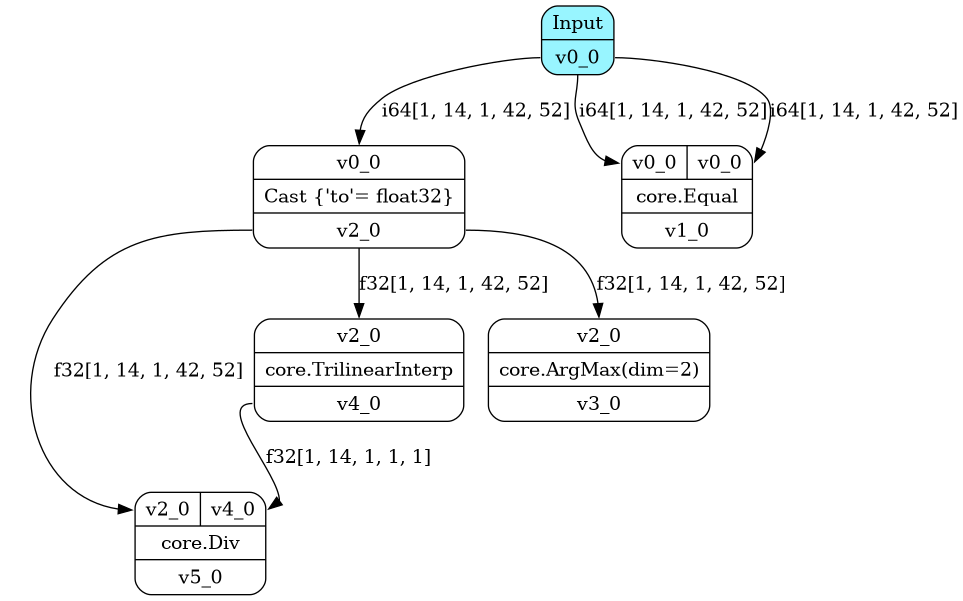 Input
v0_0
i64[1, 14, 1, 42, 52]
i64[1, 14, 1, 42, 52]
i64[1, 14, 1, 42, 52]
v0_0
Cast {'to'= float32}
v2_0
v0_0 v0_0
core.Equal
v1_0
f32[1, 14, 1, 42, 52]
f32[1, 14, 1, 42, 52]
f32[1, 14, 1, 42, 52]
v2_0
core.TrilinearInterp
v4_0
v2_0
core.ArgMax(dim=2)
v3_0
f32[1, 14, 1, 1, 1]
v2_0 v4_0
core.Div
v5_0